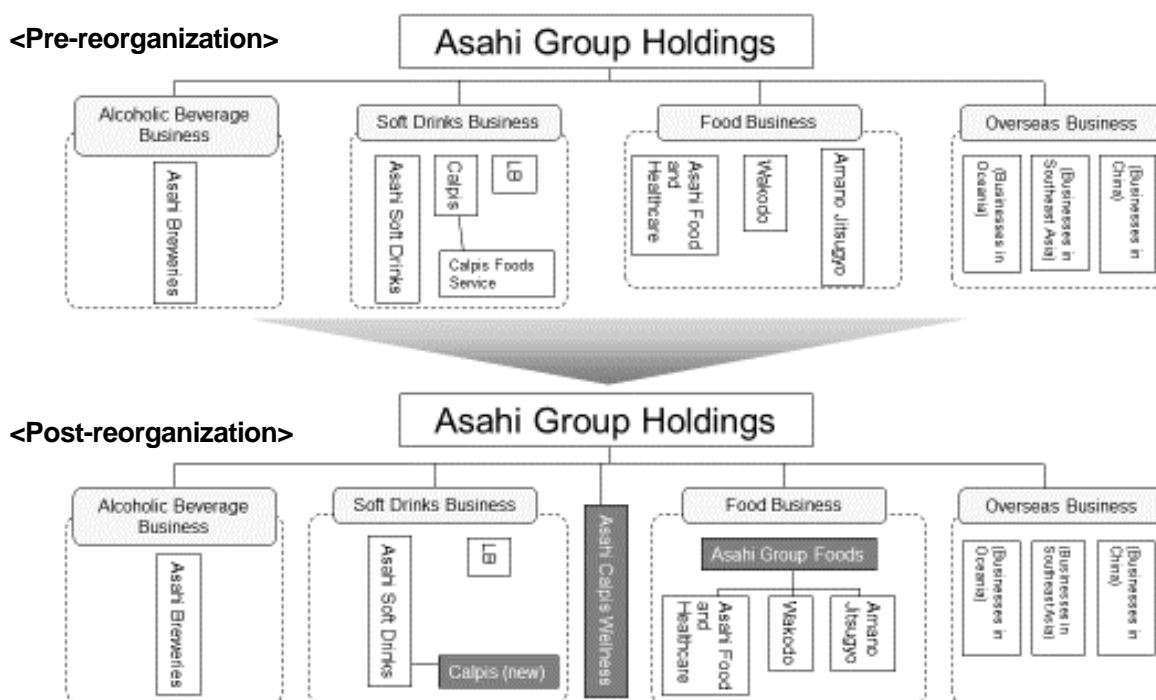 <Pre-reorganization>
Asahi Group Holdings
Alcoholic Beverage
Business
Soft Drinks Business
Food Business
Overseas Business
Asahi Breweries
Asahi Soft Drinks
Calpis
LB
Calpis Foods
Service
Asahi Food
and
Healthcare
Wakodo
Amano Jitsugyo
(Businesses in
Oceania)
(Businesses in
Southeast Asia)
(Businesses in
China)
<Post-reorganization>
Asahi Group Holdings
Alcoholic Beverage
Business
Soft Drinks Business
Food Business
Overseas Business
Asahi Breweries
Asahi Soft Drinks
LB
Calpis (new)
Asahi Calpis Wellness
Asahi Group Foods
Asahi Food
and
Healthcare
Wakodo
Amano
Jitsugyo
(Businesses in
Oceania)
(Businesses in
Southeast Asia)
(Businesses in
China)